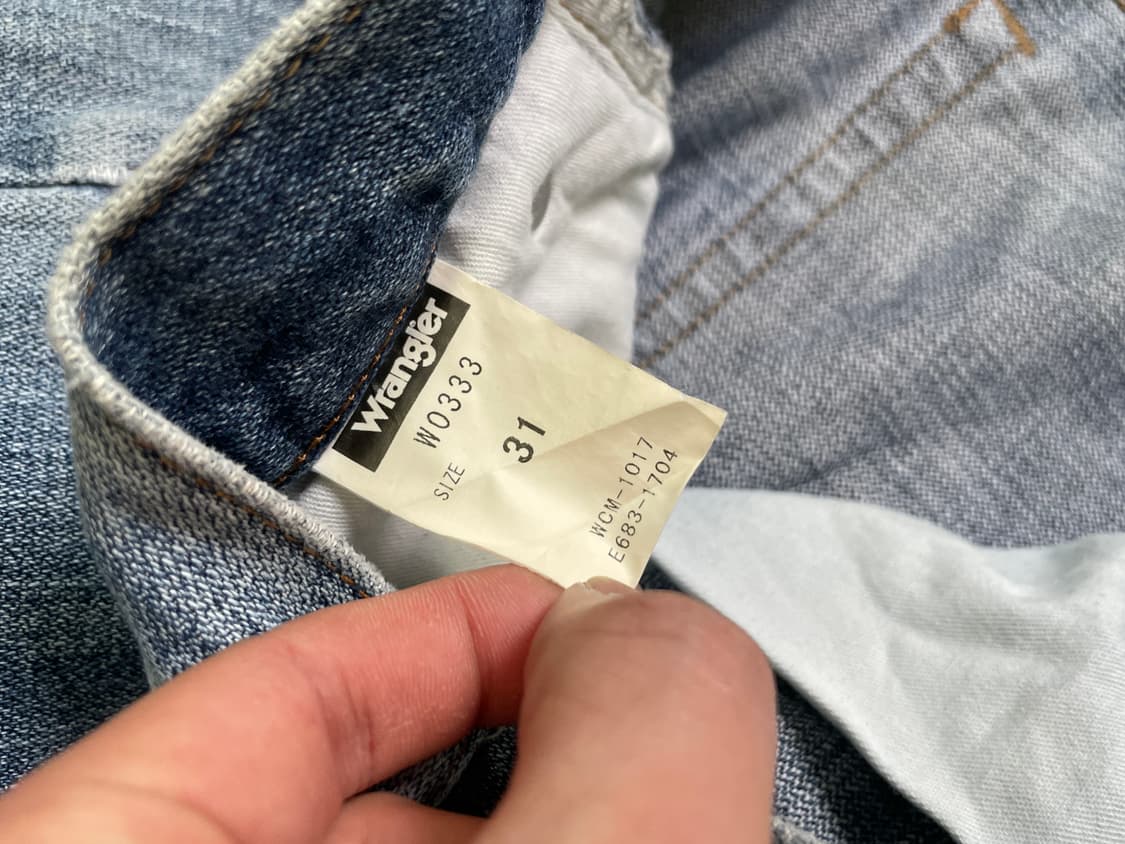 Wrangler
W0333
SIZE 31
WCM-1017
E683-1704